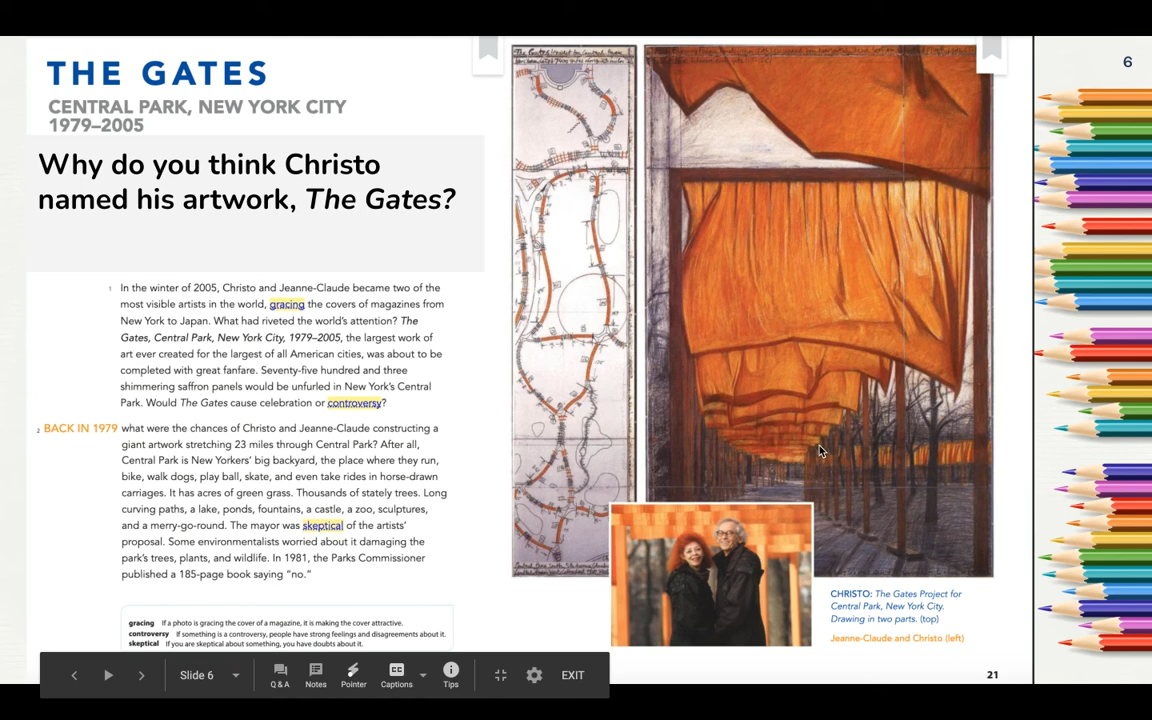 THE GATES
CENTRAL PARK, NEW YORK CITY
1979–2005
Why do you think Christo
named his artwork, The Gates?
1 In the winter of 2005, Christo and Jeanne-Claude became two of the
most visible artists in the world, gracing the covers of magazines from
New York to Japan. What had riveted the world's attention? The
Gates, Central Park, New York City, 1979–2005, the largest work of
art ever created for the largest of all American cities, was about to be
completed with great fanfare. Seventy-five hundred and three
shimmering saffron panels would be unfurled in New York's Central
Park. Would The Gates cause celebration or controversy?
2 BACK IN 1979 what were the chances of Christo and Jeanne-Claude constructing a
giant artwork stretching 23 miles through Central Park? After all,
Central Park is New Yorkers' big backyard, the place where they run,
bike, walk dogs, play ball, skate, and even take rides in horse-drawn
carriages. It has acres of green grass. Thousands of stately trees. Long
curving paths, a lake, ponds, fountains, a castle, a zoo, sculptures,
and a merry-go-round. The mayor was skeptical of the artists'
proposal. Some environmentalists worried about it damaging the
park's trees, plants, and wildlife. In 1981, the Parks Commissioner
published a 185-page book saying "no."
gracing If a photo is gracing the cover of a magazine, it is making the cover attractive.
controversy If something is a controversy, people have strong feelings and disagreements about it.
skeptical If you are skeptical about something, you have doubts about it.
CHRISTO: The Gates Project for
Central Park, New York City.
Drawing in two parts. (top)
Jeanne-Claude and Christo (left)
21
6
Slide 6
Q & A
Notes
Pointer
CC
Captions
Tips
EXIT